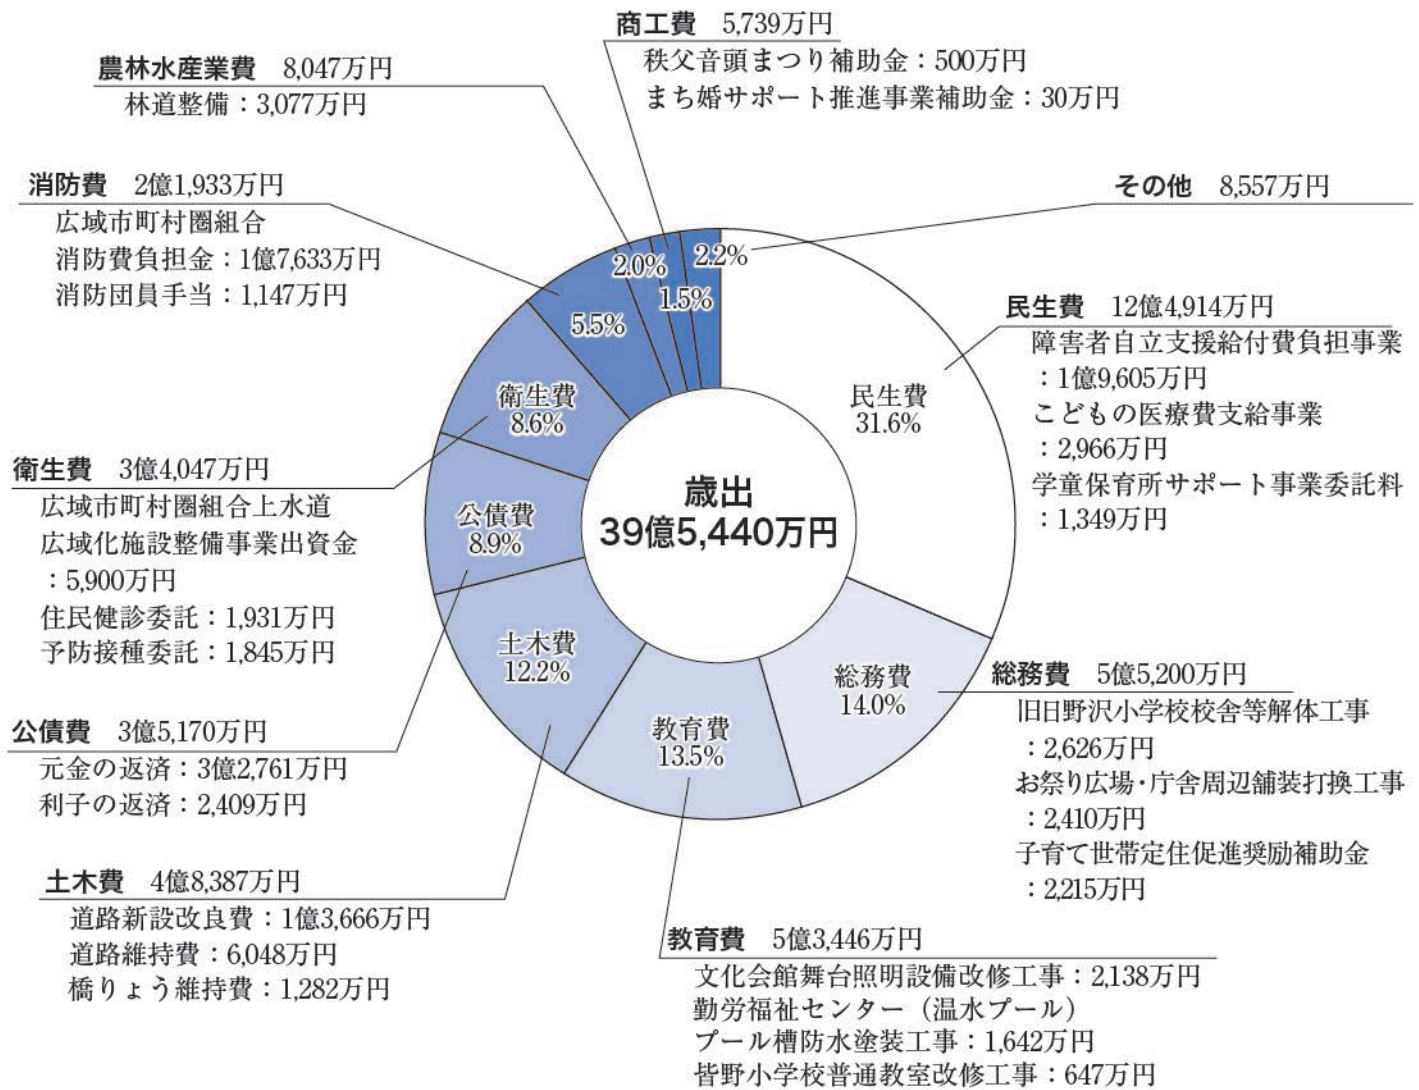 商工費 5,739万円
秩父音頭まつり補助金：500万円
まち婚サポート推進事業補助金：30万円
農林水産業費 8,047万円
林道整備：3,077万円
消防費 2億1,933万円
広域市町村圏組合
消防費負担金：1億7,633万円
消防団員手当：1,147万円
その他 8,557万円
民生費 12億4,914万円
障害者自立支援給付費負担事業
：1億9,605万円
こどもの医療費支給事業
：2,966万円
学童保育所サポート事業委託料
：1,349万円
2.2%
2.0%
1.5%
5.5%
民生費
31.6%
衛生費
8.6%
公債費
8.9%
土木費
12.2%
教育費
13.5%
総務費
14.0%
歳出
39億5,440万円
衛生費 3億4,047万円
広域市町村圏組合上水道
広域化施設整備事業出資金
：5,900万円
住民健診委託：1,931万円
予防接種委託：1,845万円
公債費 3億5,170万円
元金の返済：3億2,761万円
利子の返済：2,409万円
総務費 5億5,200万円
旧日野沢小学校校舎等解体工事
：2,626万円
お祭り広場・庁舎周辺舗装打換工事
：2,410万円
子育て世帯定住促進奨励補助金
：2,215万円
土木費 4億8,387万円
道路新設改良費：1億3,666万円
道路維持費：6,048万円
橋りょう維持費：1,282万円
教育費 5億3,446万円
文化会館舞台照明設備改修工事：2,138万円
勤労福祉センター（温水プール）
プール槽防水塗装工事：1,642万円
皆野小学校普通教室改修工事：647万円